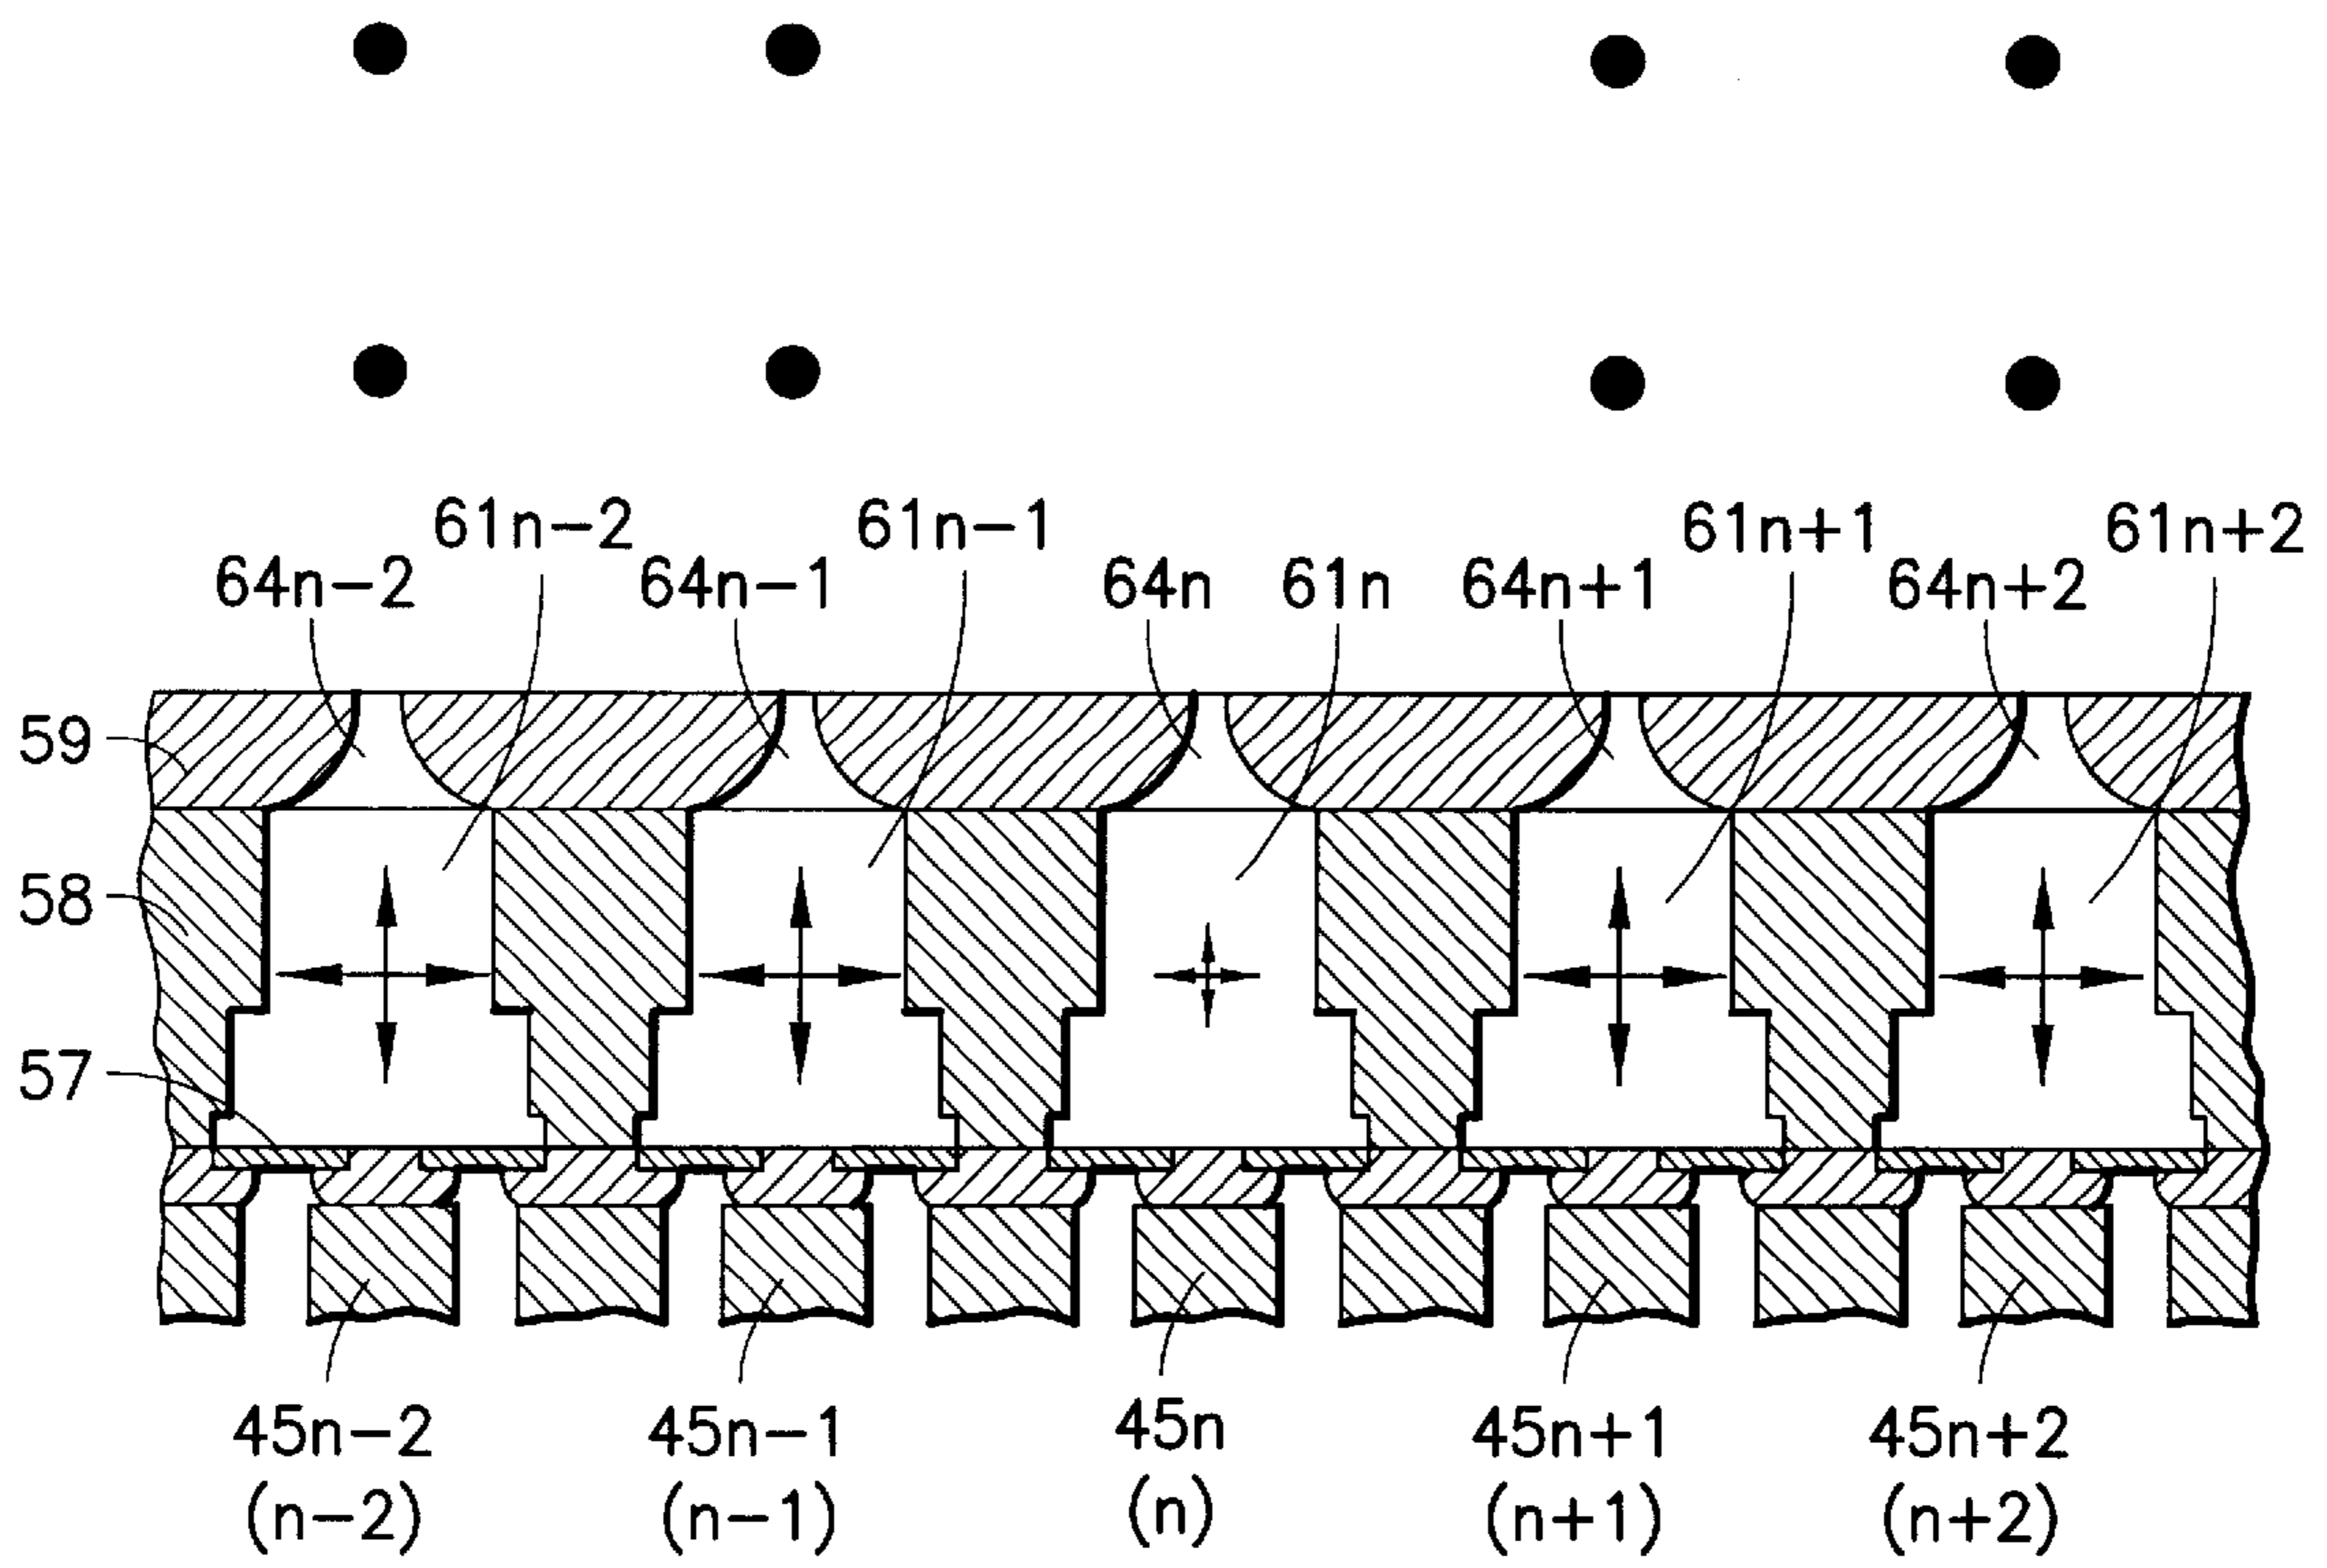 61n−2 61n−1 61n+1 61n+2
64n−2 64n−1 64n 61n 64n+1 64n+2
59
58
57
45n−2 45n−1 45n 45n+1 45n+2
(n−2) (n−1) (n) (n+1) (n+2)